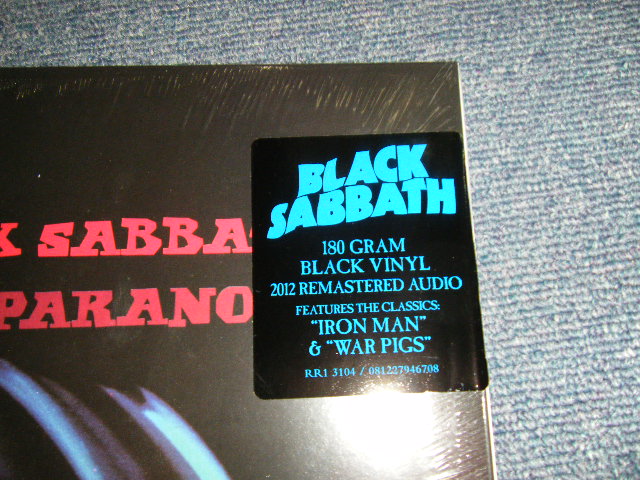 K SABBA
PARANO
BLACK
SABBATH
180 GRAM
BLACK VINYL
2012 REMASTERED AUDIO
FEATURES THE CLASSICS:
"IRON MAN"
& "WAR PIGS"
RR1 3104 / 081227946708